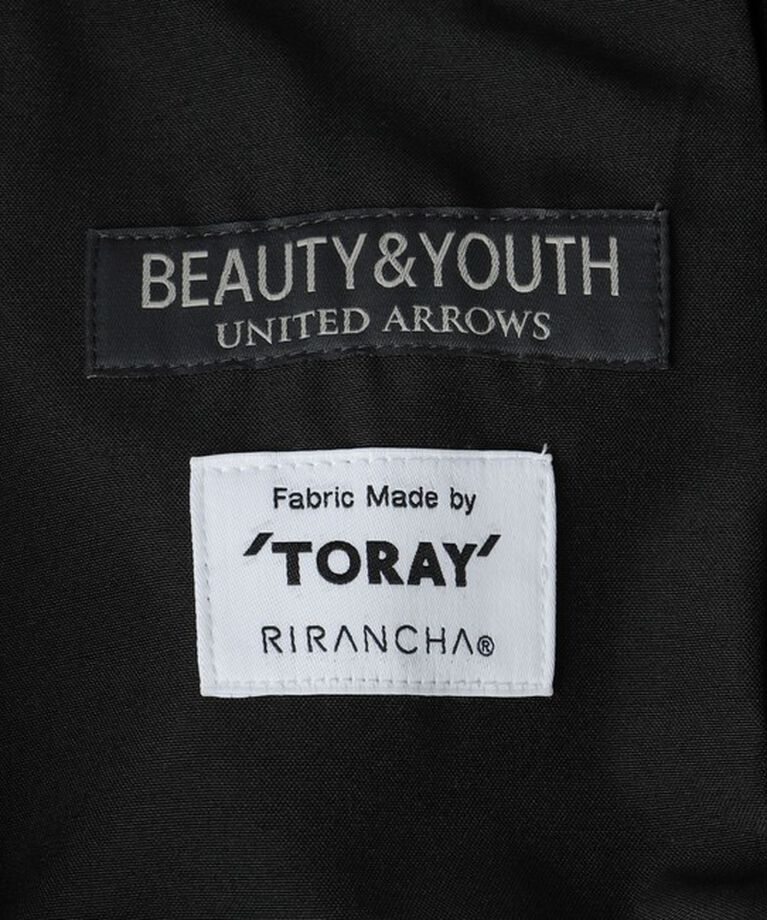 BEAUTY&YOUTH
UNITED ARROWS
Fabric Made by
'TORAY'
RIRANCHA®